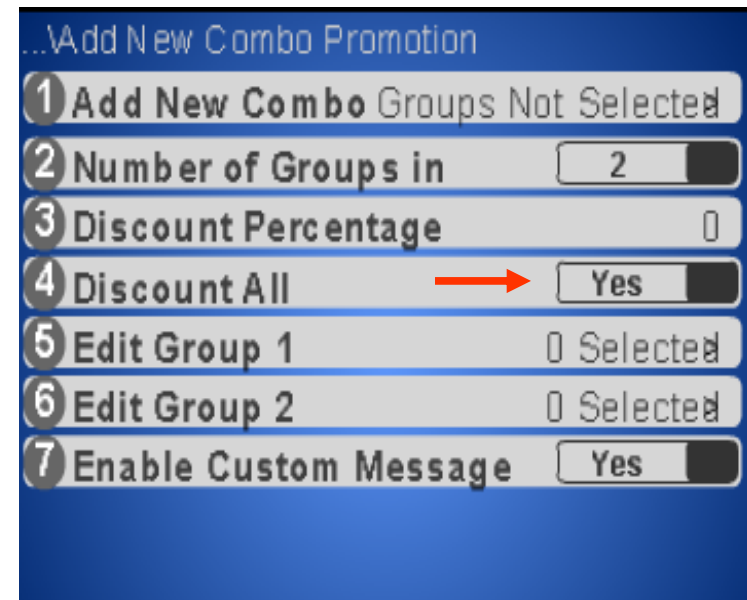 ...\Add New Combo Promotion
1 Add New Combo Groups Not Selected
2 Number of Groups in 2
3 Discount Percentage 0
4 Discount All Yes
5 Edit Group 1 0 Selected
6 Edit Group 2 0 Selected
7 Enable Custom Message Yes